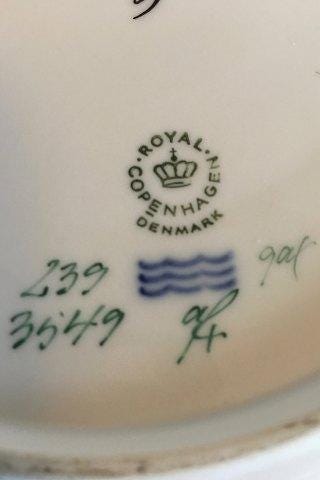 ROYAL COPENHAGEN
DENMARK
239
3549